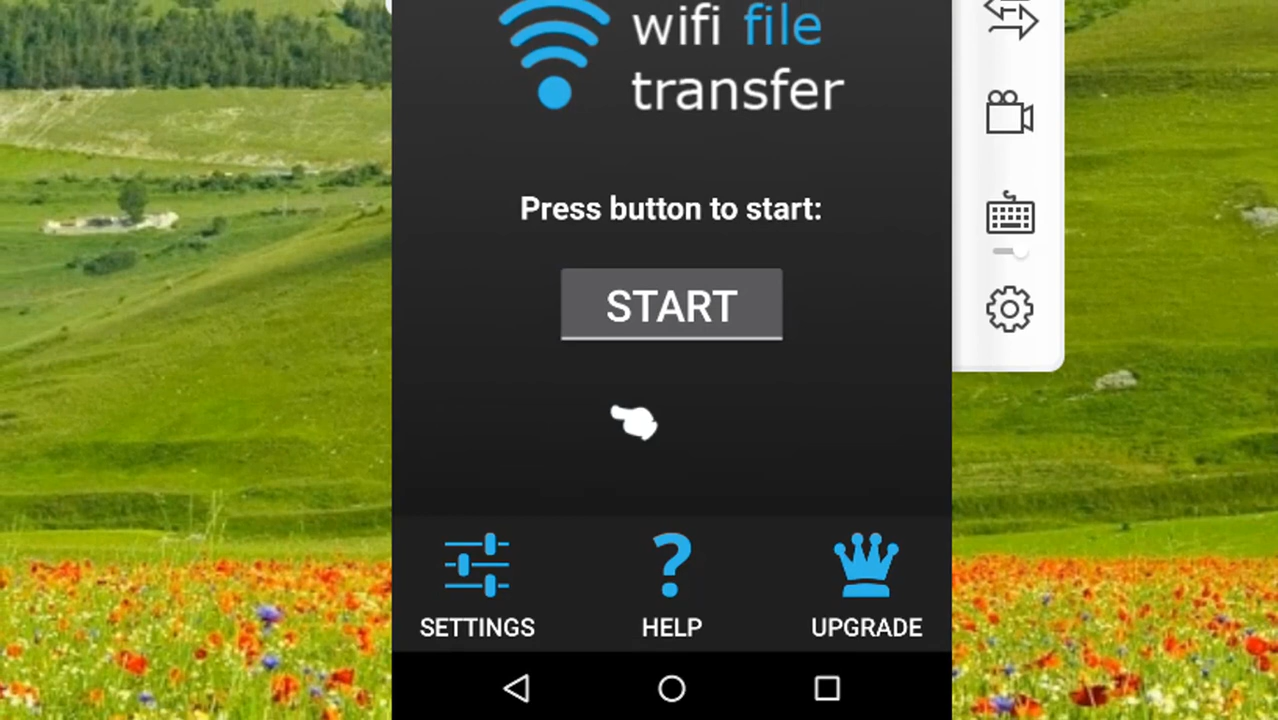 wifi file
transfer
Press button to start:
START
SETTINGS HELP UPGRADE